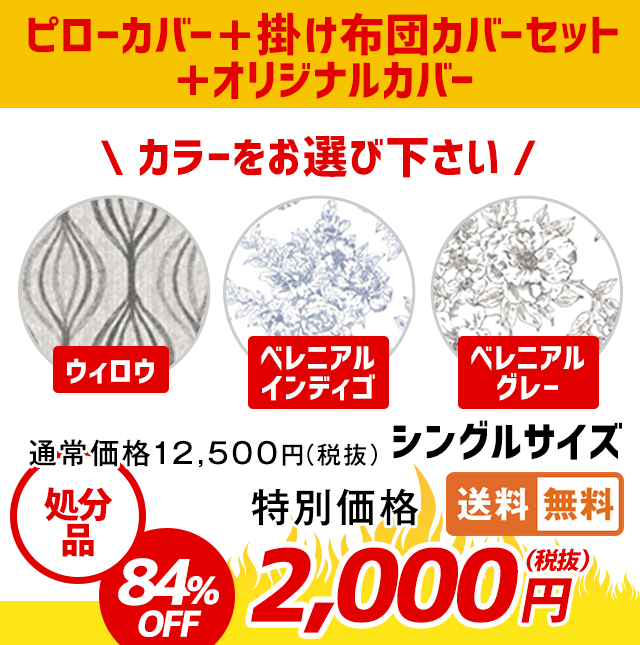 ピローカバー＋掛け布団カバーセット
＋オリジナルカバー
\ カラーをお選び下さい /
ウィロウ
ベレニアル
インディゴ
ベレニアル
グレー
通常価格12,500円(税抜)
シングルサイズ
処分
品
特別価格
送料 無料
84%
OFF
2,000円
(税抜)